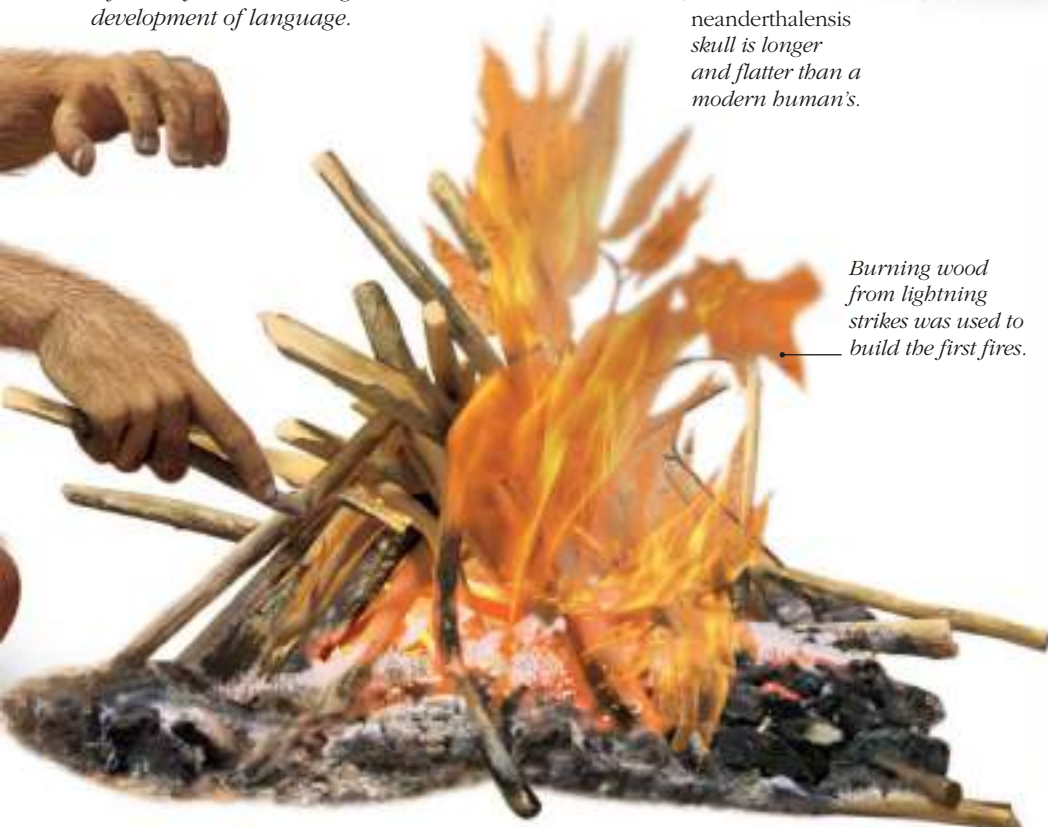 development of language.
neanderthalensis
skull is longer
and flatter than a
modern human's.
Burning wood
from lightning
strikes was used to
build the first fires.